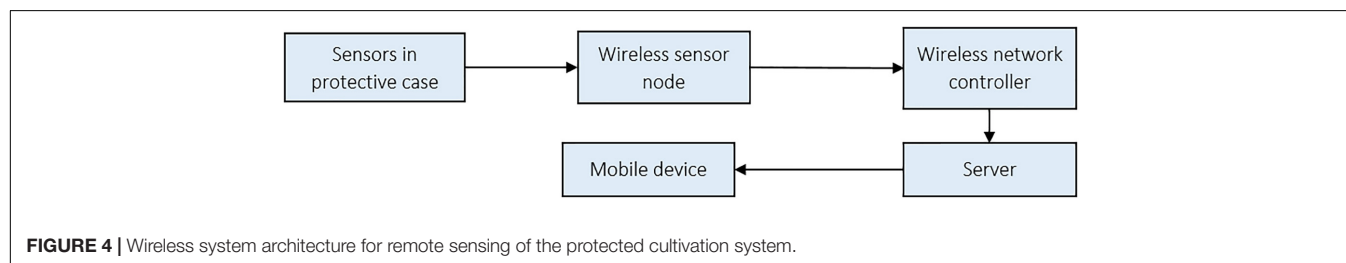 Sensors in
protective case
Wireless sensor
node
Wireless network
controller
Mobile device
Server
FIGURE 4 | Wireless system architecture for remote sensing of the protected cultivation system.